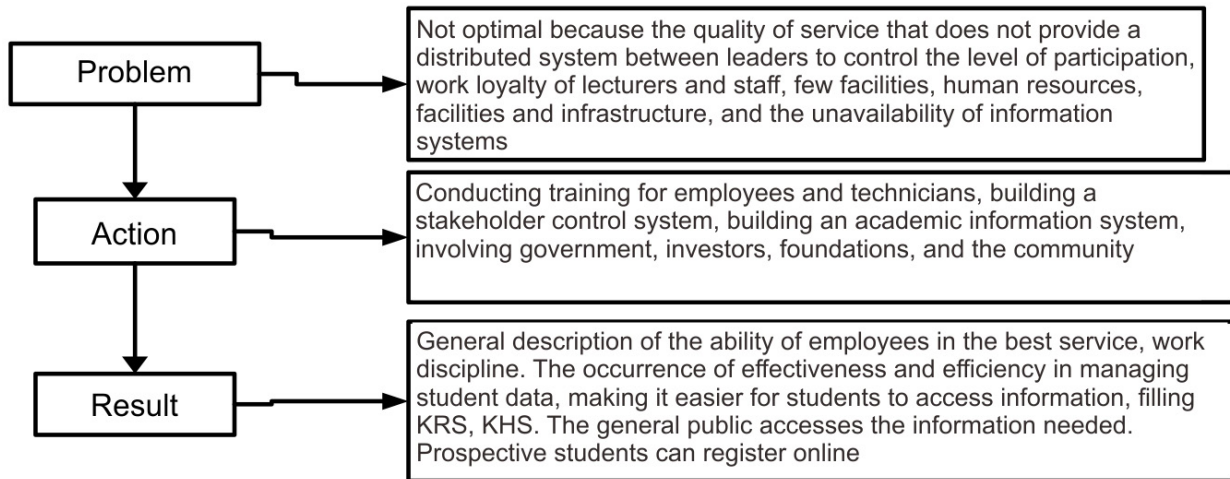 Problem
Not optimal because the quality of service that does not provide a
distributed system between leaders to control the level of participation,
work loyalty of lecturers and staff, few facilities, human resources,
facilities and infrastructure, and the unavailability of information
systems
Action
Conducting training for employees and technicians, building a
stakeholder control system, building an academic information system,
involving government, investors, foundations, and the community
Result
General description of the ability of employees in the best service, work
discipline. The occurrence of effectiveness and efficiency in managing
student data, making it easier for students to access information, filling
KRS, KHS. The general public accesses the information needed.
Prospective students can register online